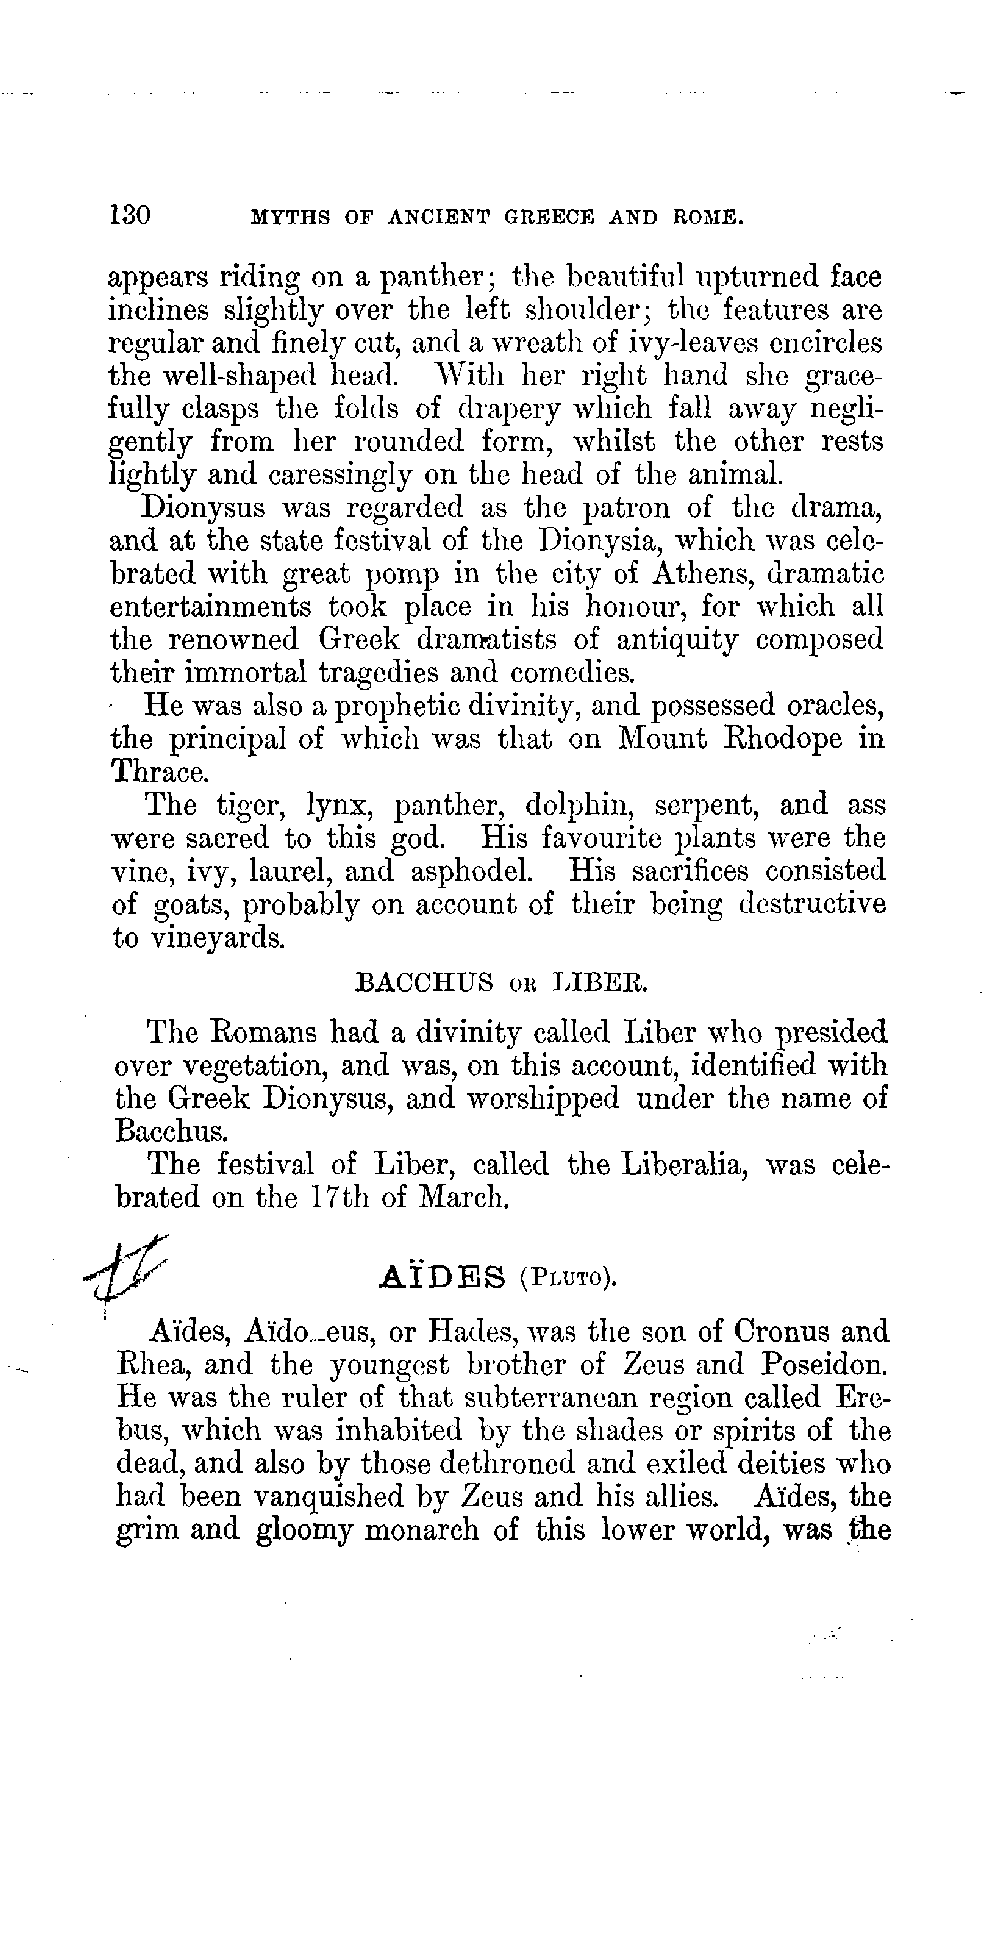 130 MYTHS OF ANCIENT GREECE AND ROME.
appears riding on a panther; the beautiful upturned face
inclines slightly over the left shoulder; the features are
regular and finely cut, and a wreath of ivy-leaves encircles
the well-shaped head. With her right hand she grace-
fully clasps the folds of drapery which fall away negli-
gently from her rounded form, whilst the other rests
lightly and caressingly on the head of the animal.
Dionysus was regarded as the patron of the drama,
and at the state festival of the Dionysia, which was cele-
brated with great pomp in the city of Athens, dramatic
entertainments took place in his honour, for which all
the renowned Greek dramatists of antiquity composed
their immortal tragedies and comedies.
He was also a prophetic divinity, and possessed oracles,
the principal of which was that on Mount Rhodope in
Thrace.
The tiger, lynx, panther, dolphin, serpent, and ass
were sacred to this god. His favourite plants were the
vine, ivy, laurel, and asphodel. His sacrifices consisted
of goats, probably on account of their being destructive
to vineyards.
BACCHUS OR LIBER.
The Romans had a divinity called Liber who presided
over vegetation, and was, on this account, identified with
the Greek Dionysus, and worshipped under the name of
Bacchus.
The festival of Liber, called the Liberalia, was cele-
brated on the 17th of March.
AÏDES (PLUTO).
Aïdes, Aïdo-eus, or Hades, was the son of Cronus and
Rhea, and the youngest brother of Zeus and Poseidon.
He was the ruler of that subterranean region called Ere-
bus, which was inhabited by the shades or spirits of the
dead, and also by those dethroned and exiled deities who
had been vanquished by Zeus and his allies. Aïdes, the
grim and gloomy monarch of this lower world, was the